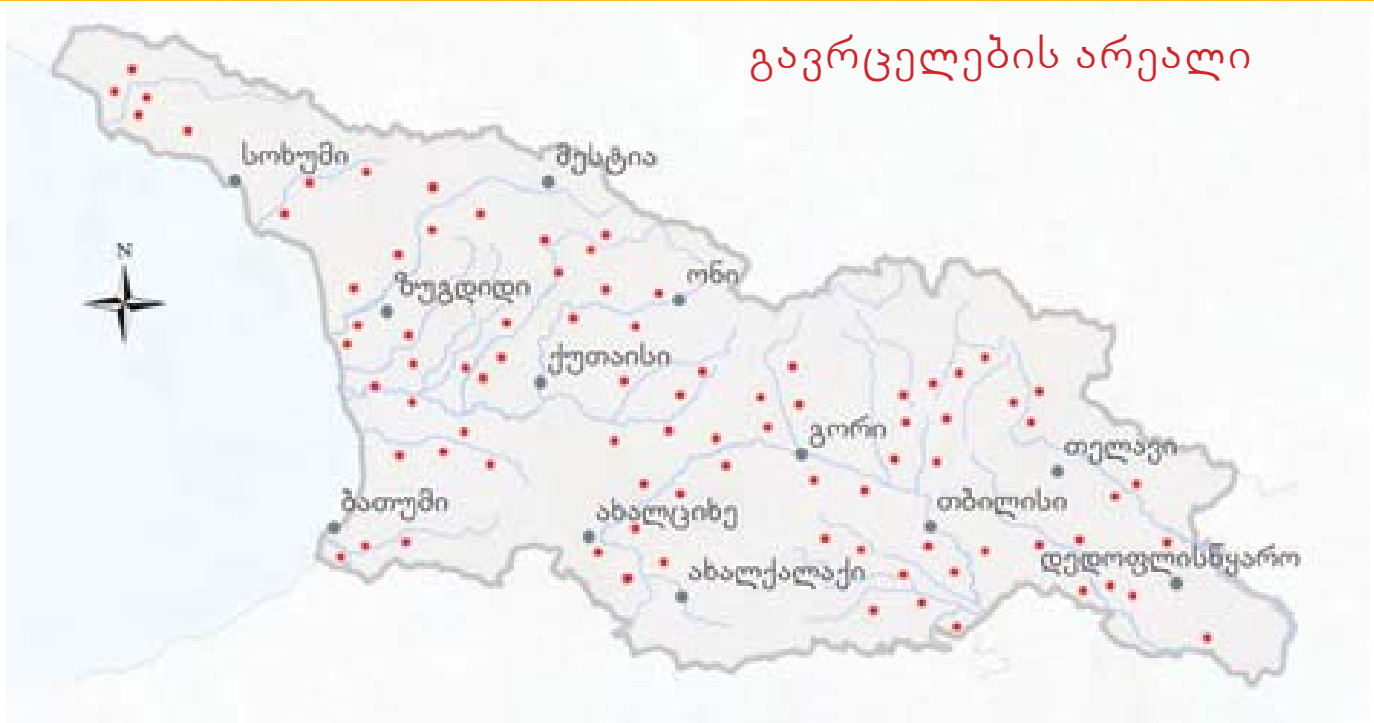 გავრცელების არეალი
სოხუმი
მესტია
N
ზუგდიდი
ონი
ქუთაისი
გორი
თელავი
ბათუმი
ახალციხე
თბილისი
დედოფლისწყარო
ახალქალაქი